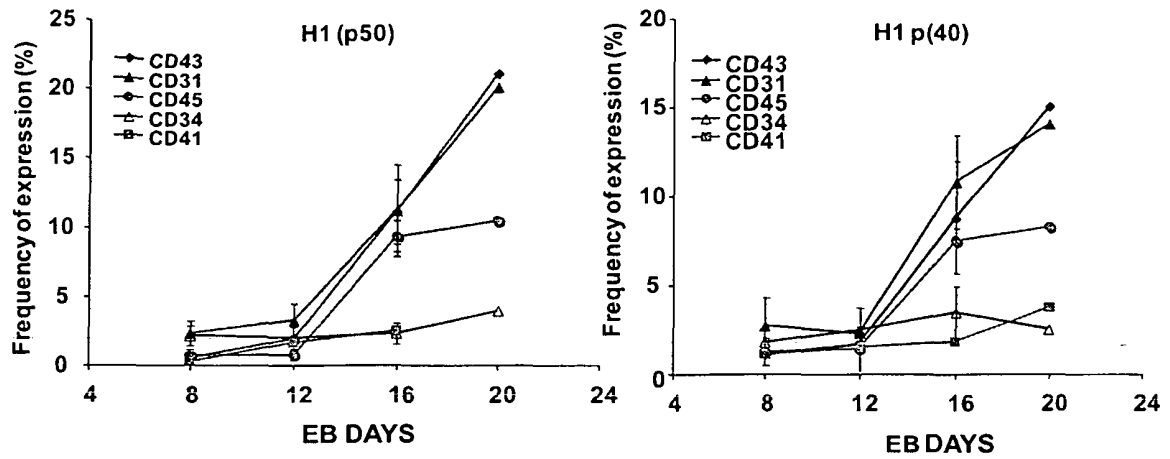 H1 (p50)
Frequency of expression (%)
25
20
15
10
5
0
CD43
CD31
CD45
CD34
CD41
4 8 12 16 20 24
EB DAYS
H1 p(40)
Frequency of expression (%)
20
15
10
5
0
CD43
CD31
CD45
CD34
CD41
4 8 12 16 20 24
EB DAYS